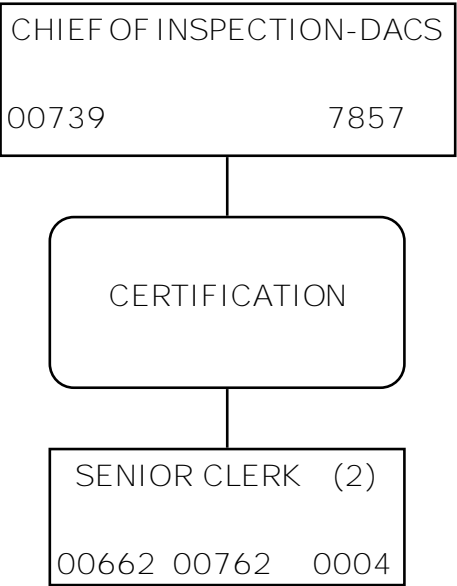 CHIEF OF INSPECTION-DACS
00739 7857
CERTIFICATION
SENIOR CLERK (2)
00662 00762 0004